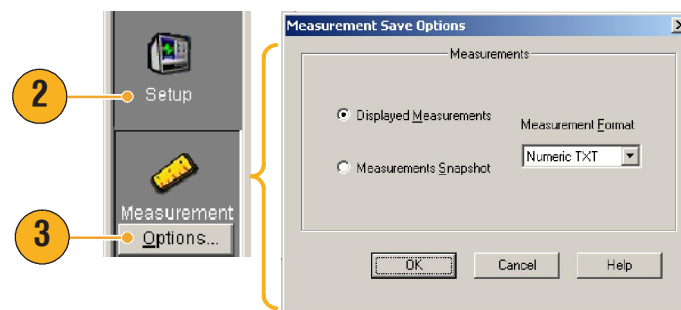 2
Setup
Measurement
3
Options...
Measurement Save Options
Measurements
Displayed Measurements
Measurement Format
Numeric TXT
Measurements Snapshot
OK
Cancel
Help